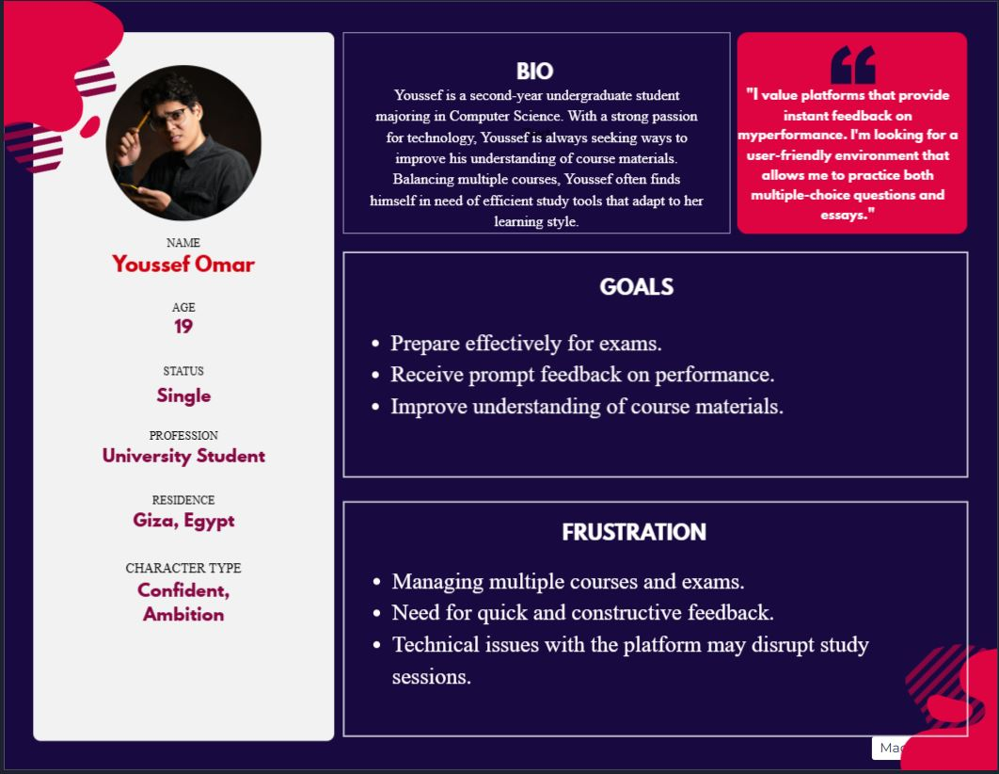 NAME
Youssef Omar
AGE
19
STATUS
Single
PROFESSION
University Student
RESIDENCE
Giza, Egypt
CHARACTER TYPE
Confident,
Ambition
BIO
Youssef is a second-year undergraduate student
majoring in Computer Science. With a strong passion
for technology, Youssef is always seeking ways to
improve his understanding of course materials.
Balancing multiple courses, Youssef often finds
himself in need of efficient study tools that adapt to her
learning style.
"I value platforms that provide
instant feedback on
myperformance. I'm looking for a
user-friendly environment that
allows me to practice both
multiple-choice questions and
essays."
GOALS
• Prepare effectively for exams.
• Receive prompt feedback on performance.
• Improve understanding of course materials.
FRUSTRATION
• Managing multiple courses and exams.
• Need for quick and constructive feedback.
• Technical issues with the platform may disrupt study
sessions.